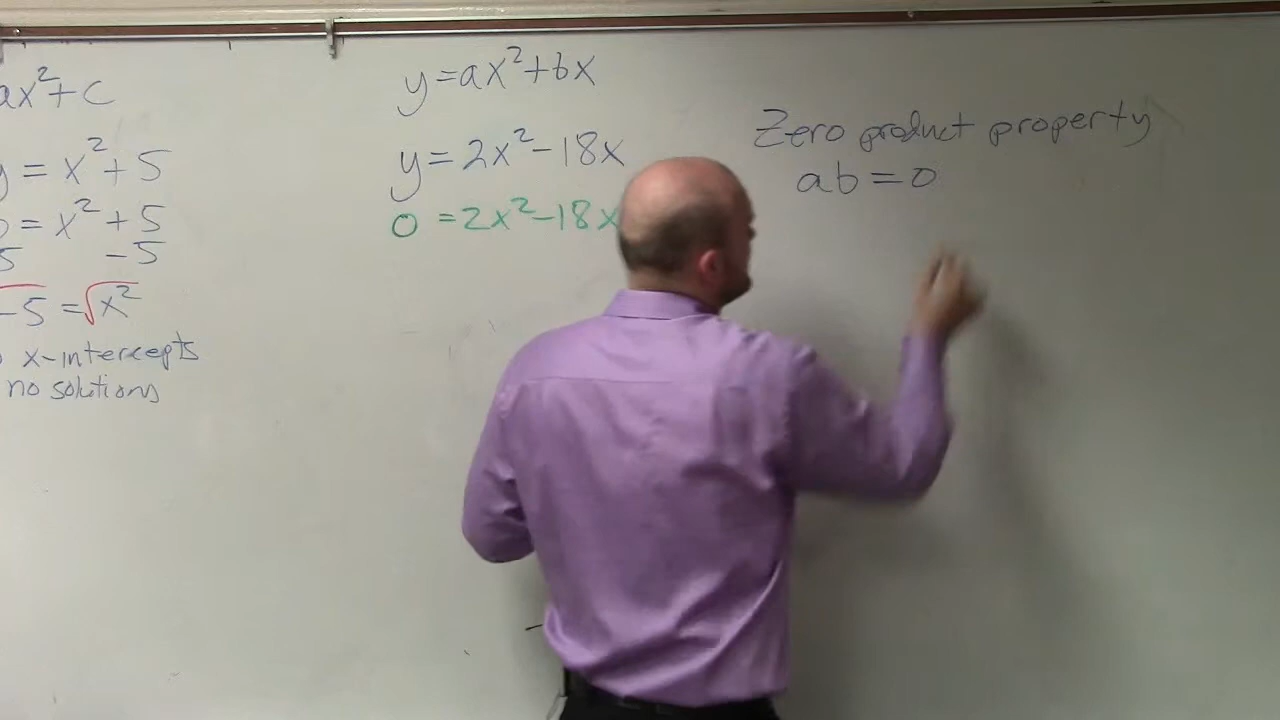 ax²+c
y = x²+5
0 = x²+5
5 -5
-5 = √x²
x-intercepts
no solutions
y=ax²+bx
y=2x²-18x
0 =2x²-18x
Zero product property
ab=0